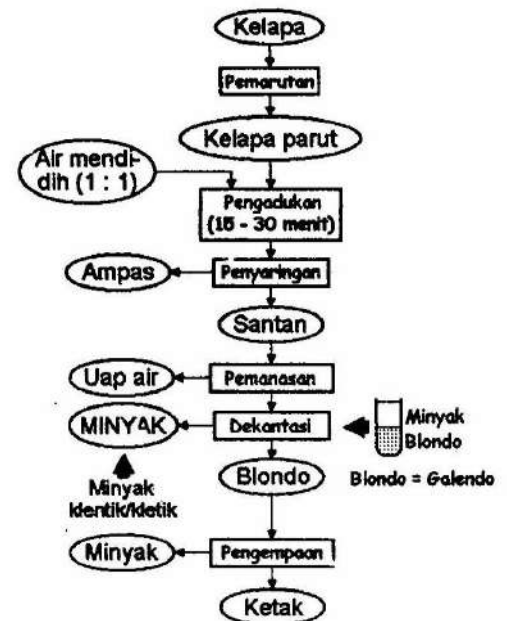 Kelapa
Pemarutan
Kelapa parut
Air mendi-
dih (1 : 1)
Pengadukan
(15 - 30 menit)
Ampas
Penyaringan
Santan
Uap air
Pemanasan
MINYAK
Dekantasi
Minyak
Blondo
Minyak
klentik/kletik
Blondo
Blondo = Galendo
Minyak
Pengempaan
Ketak